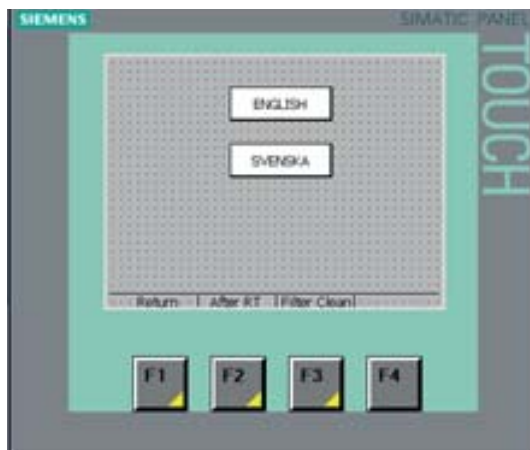 SIEMENS
SIMATIC PANEL
TOUCH
ENGLISH
SVENSKA
Return After RT Filter Clean
F1 F2 F3 F4